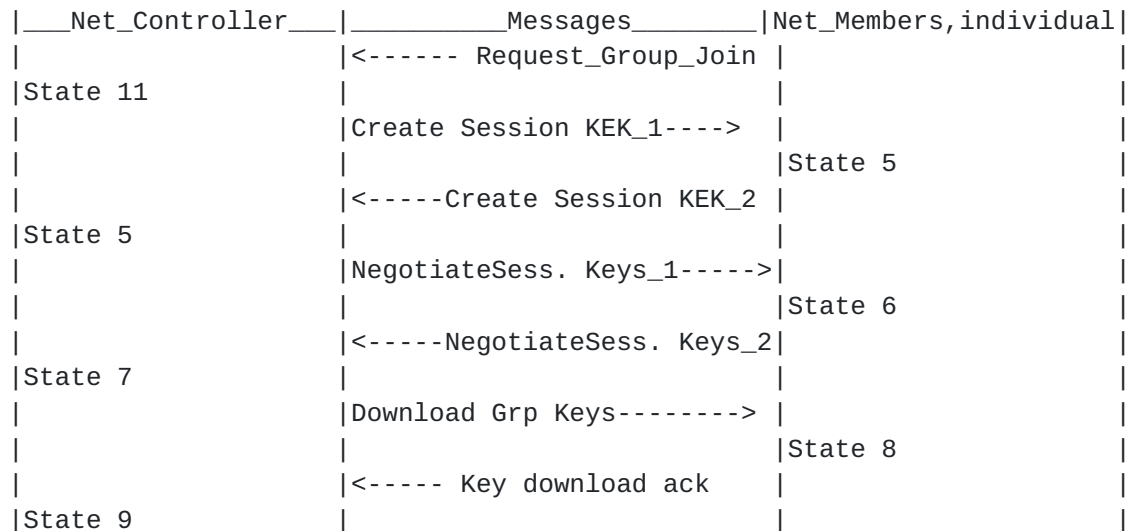 |___Net_Controller___|__________Messages________|Net_Members,individual|
|                    |<------ Request_Group_Join |                     |
|State 11            |                          |                     |
|                    |Create Session KEK_1---->  |                     |
|                    |                          |State 5              |
|                    |<-----Create Session KEK_2 |                     |
|State 5             |                          |                     |
|                    |NegotiateSess. Keys_1----->|                     |
|                    |                          |State 6              |
|                    |<-----NegotiateSess. Keys_2|                     |
|State 7             |                          |                     |
|                    |Download Grp Keys--------> |                     |
|                    |                          |State 8              |
|                    |<----- Key download ack    |                     |
|State 9             |                          |                     |